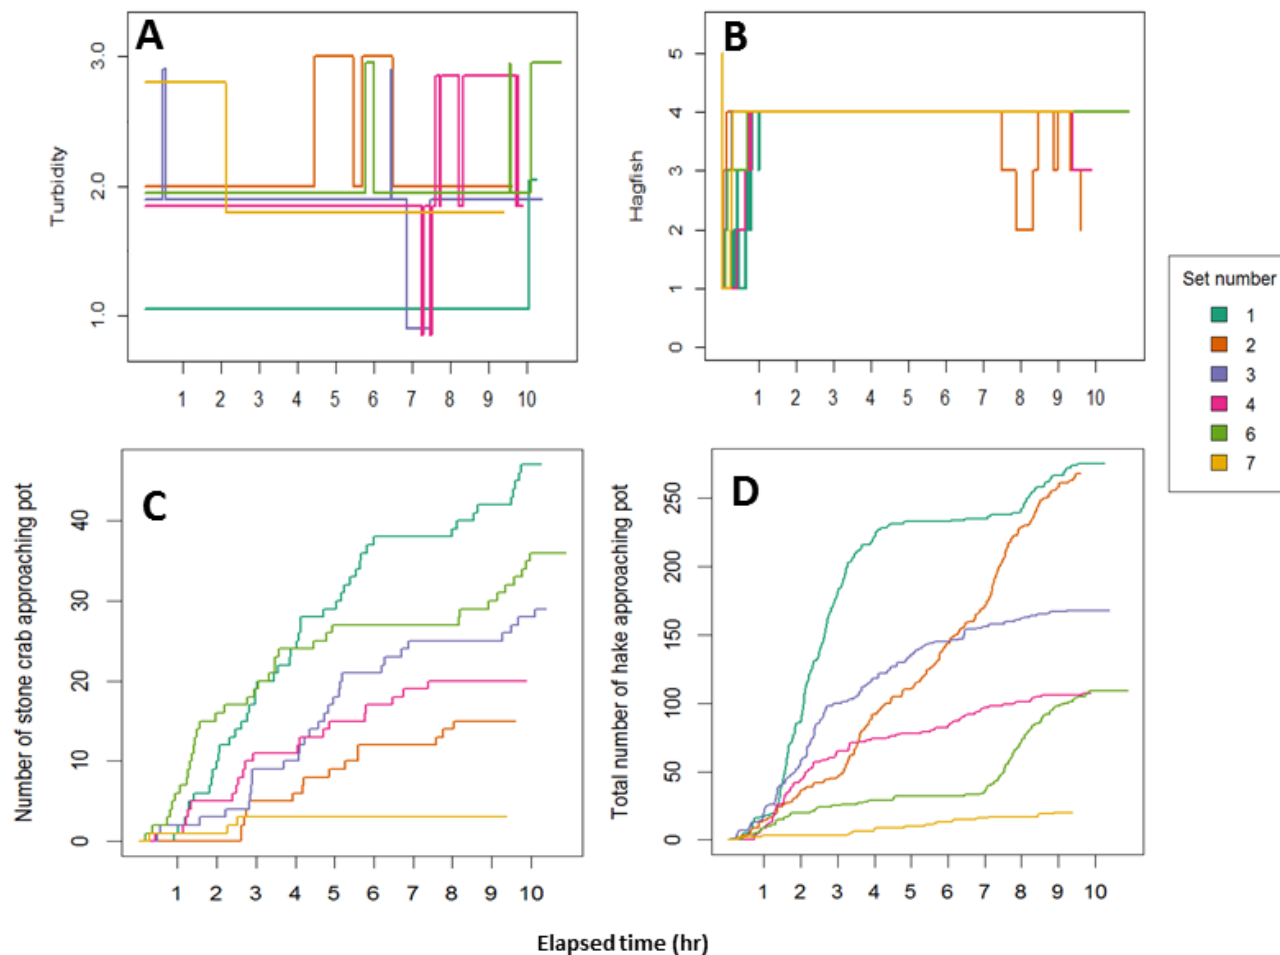 A
Turbidity
3.0
2.0
1.0
1 2 3 4 5 6 7 8 9 10
B
Hagfish
5
4
3
2
1
0
1 2 3 4 5 6 7 8 9 10
Set number
1
2
3
4
6
7
C
Number of stone crab approaching pot
40
30
20
10
0
1 2 3 4 5 6 7 8 9 10
D
Total number of hake approaching pot
250
200
150
100
50
0
1 2 3 4 5 6 7 8 9 10
Elapsed time (hr)